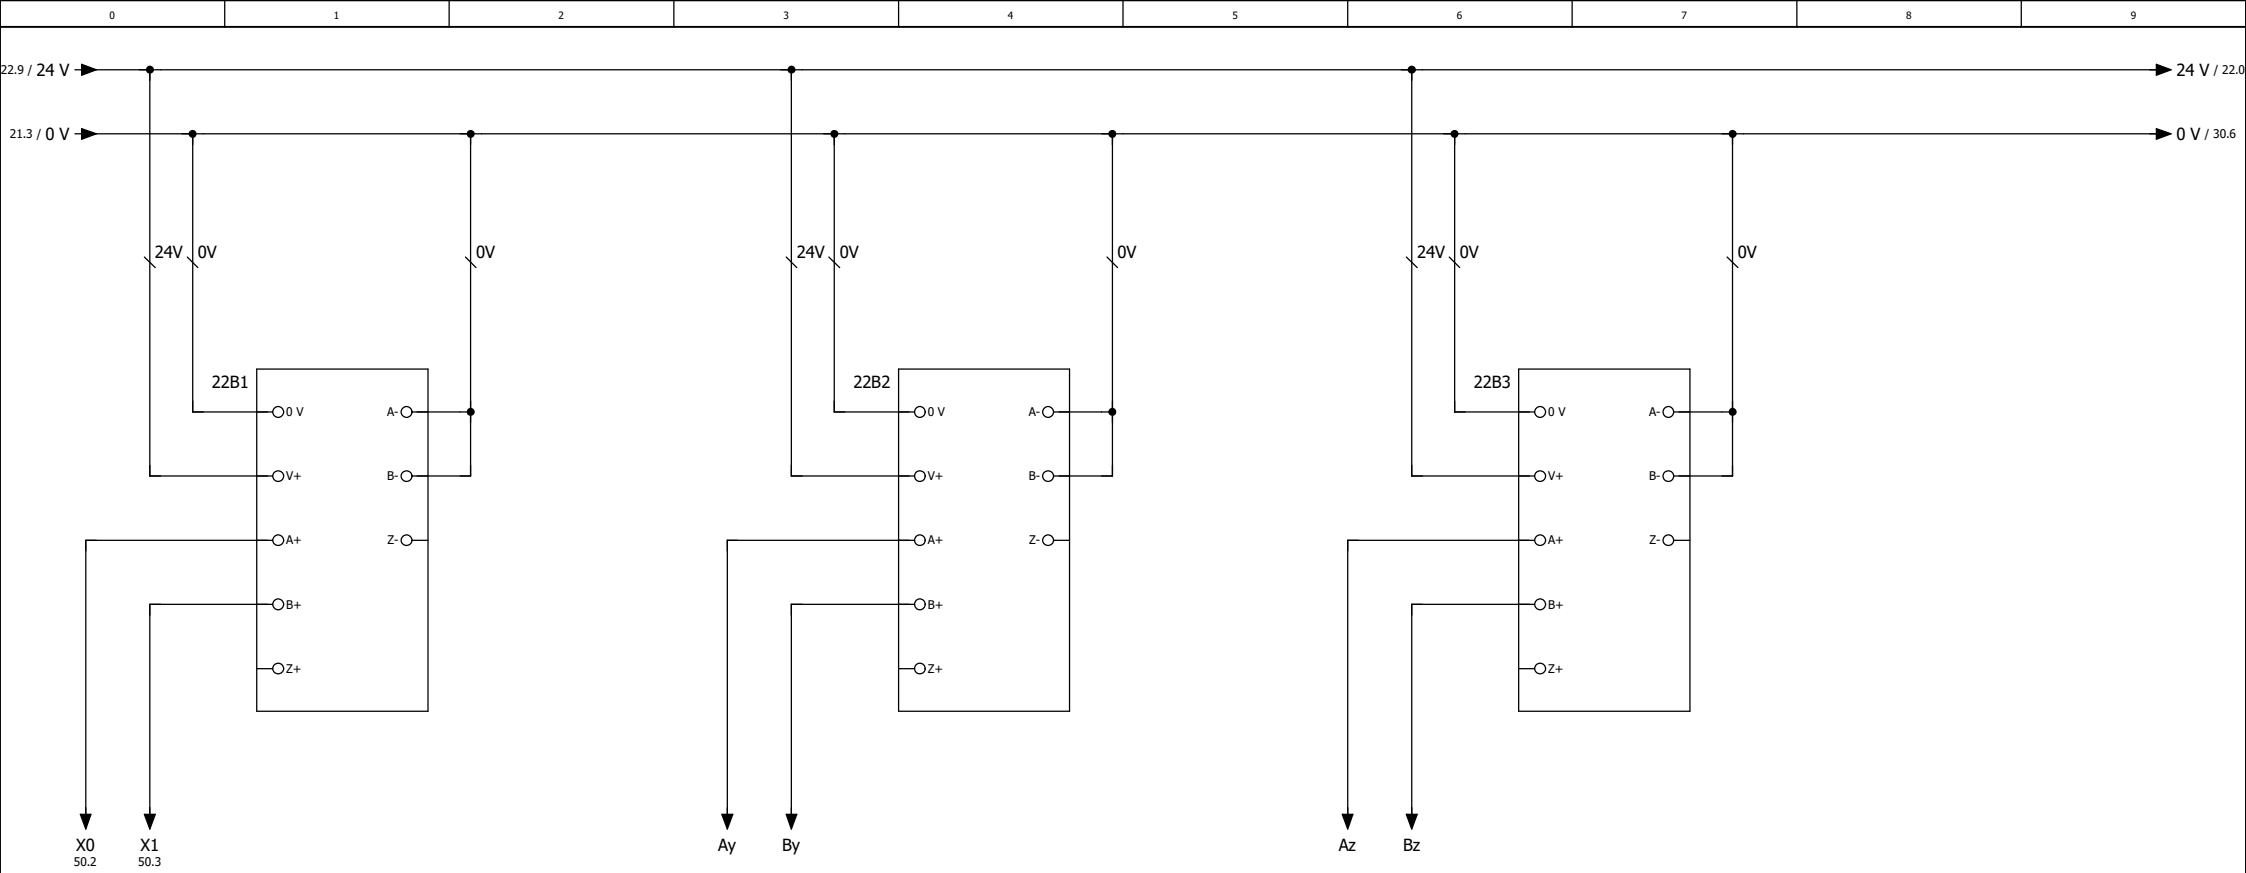 0 1 2 3 4 5 6 7 8 9
22.9 / 24 V 24 V / 22.0
21.3 / 0 V 0 V / 30.6
24V 0V 0V 24V 0V 0V 24V 0V 0V
22B1 22B2 22B3
0 V A- 0 V A- 0 V A-
V+ B- V+ B- V+ B-
A+ Z- A+ Z- A+ Z-
B+ B+ B+
Z+ Z+ Z+
X0 X1 Ay By Az Bz
50.2 50.3